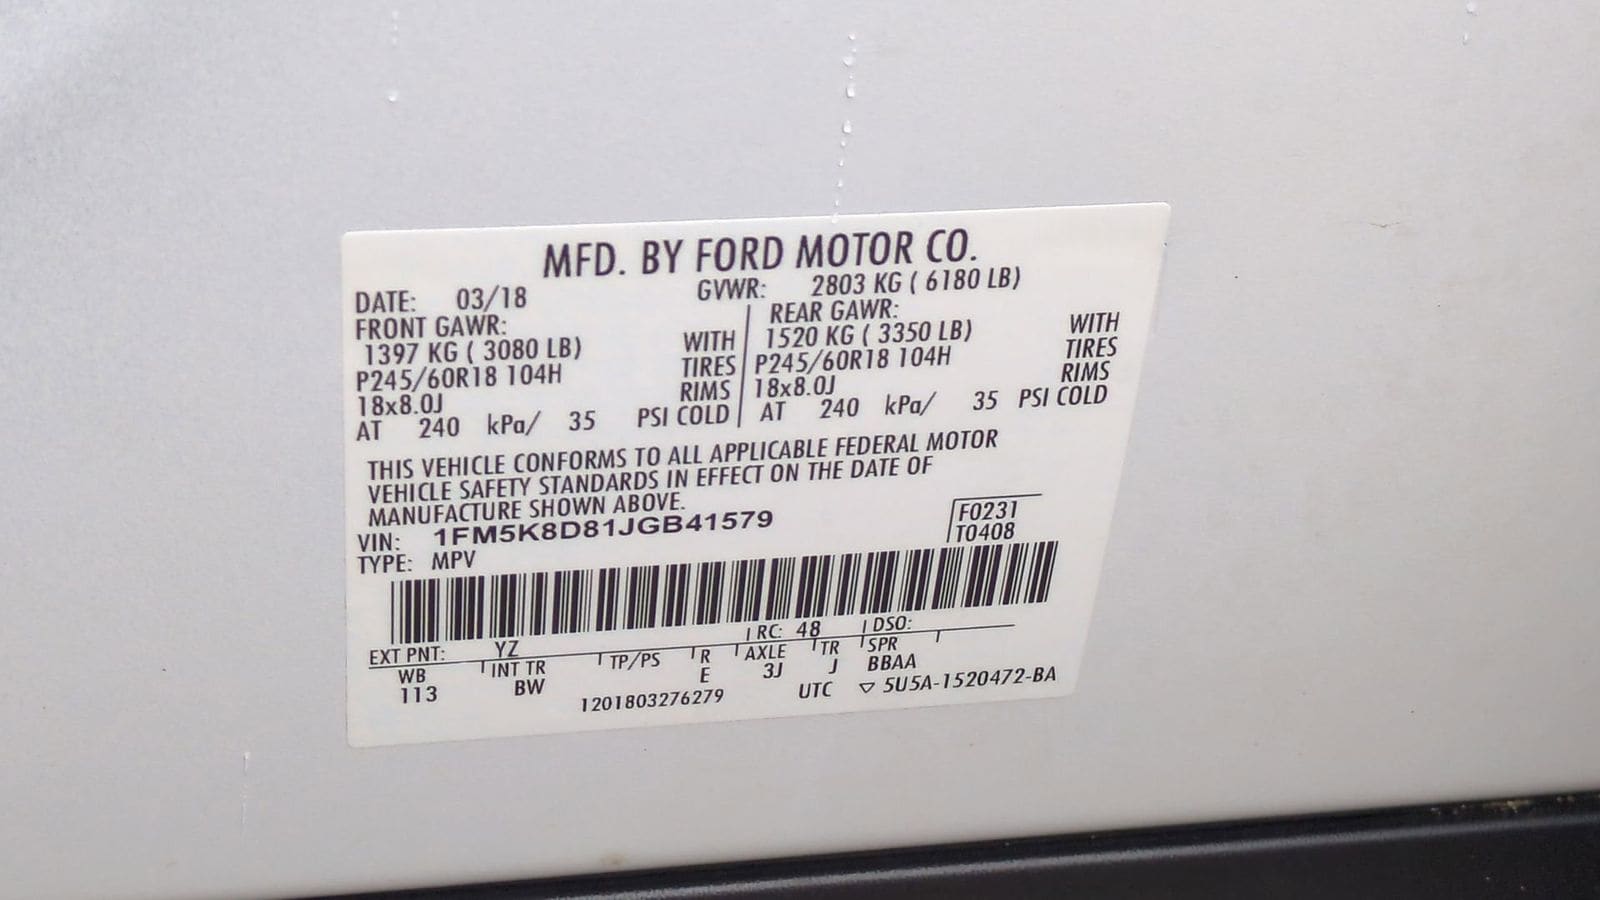 MFD. BY FORD MOTOR CO.
DATE: 03/18 GVWR: 2803 KG ( 6180 LB)
FRONT GAWR: REAR GAWR:
1397 KG ( 3080 LB) WITH 1520 KG ( 3350 LB) WITH
P245/60R18 104H TIRES P245/60R18 104H TIRES
18x8.0J RIMS 18x8.0J RIMS
AT 240 kPa/ 35 PSI COLD AT 240 kPa/ 35 PSI COLD
THIS VEHICLE CONFORMS TO ALL APPLICABLE FEDERAL MOTOR
VEHICLE SAFETY STANDARDS IN EFFECT ON THE DATE OF
MANUFACTURE SHOWN ABOVE.
VIN: 1FM5K8D81JGB41579 F0231
TYPE: MPV T0408
EXT PNT: YZ RC: 48 DSO:
WB INT TR TP/PS R AXLE TR SPR
113 BW E 3J J BBAA
1201803276279 UTC ▽ 5U5A-1520472-BA